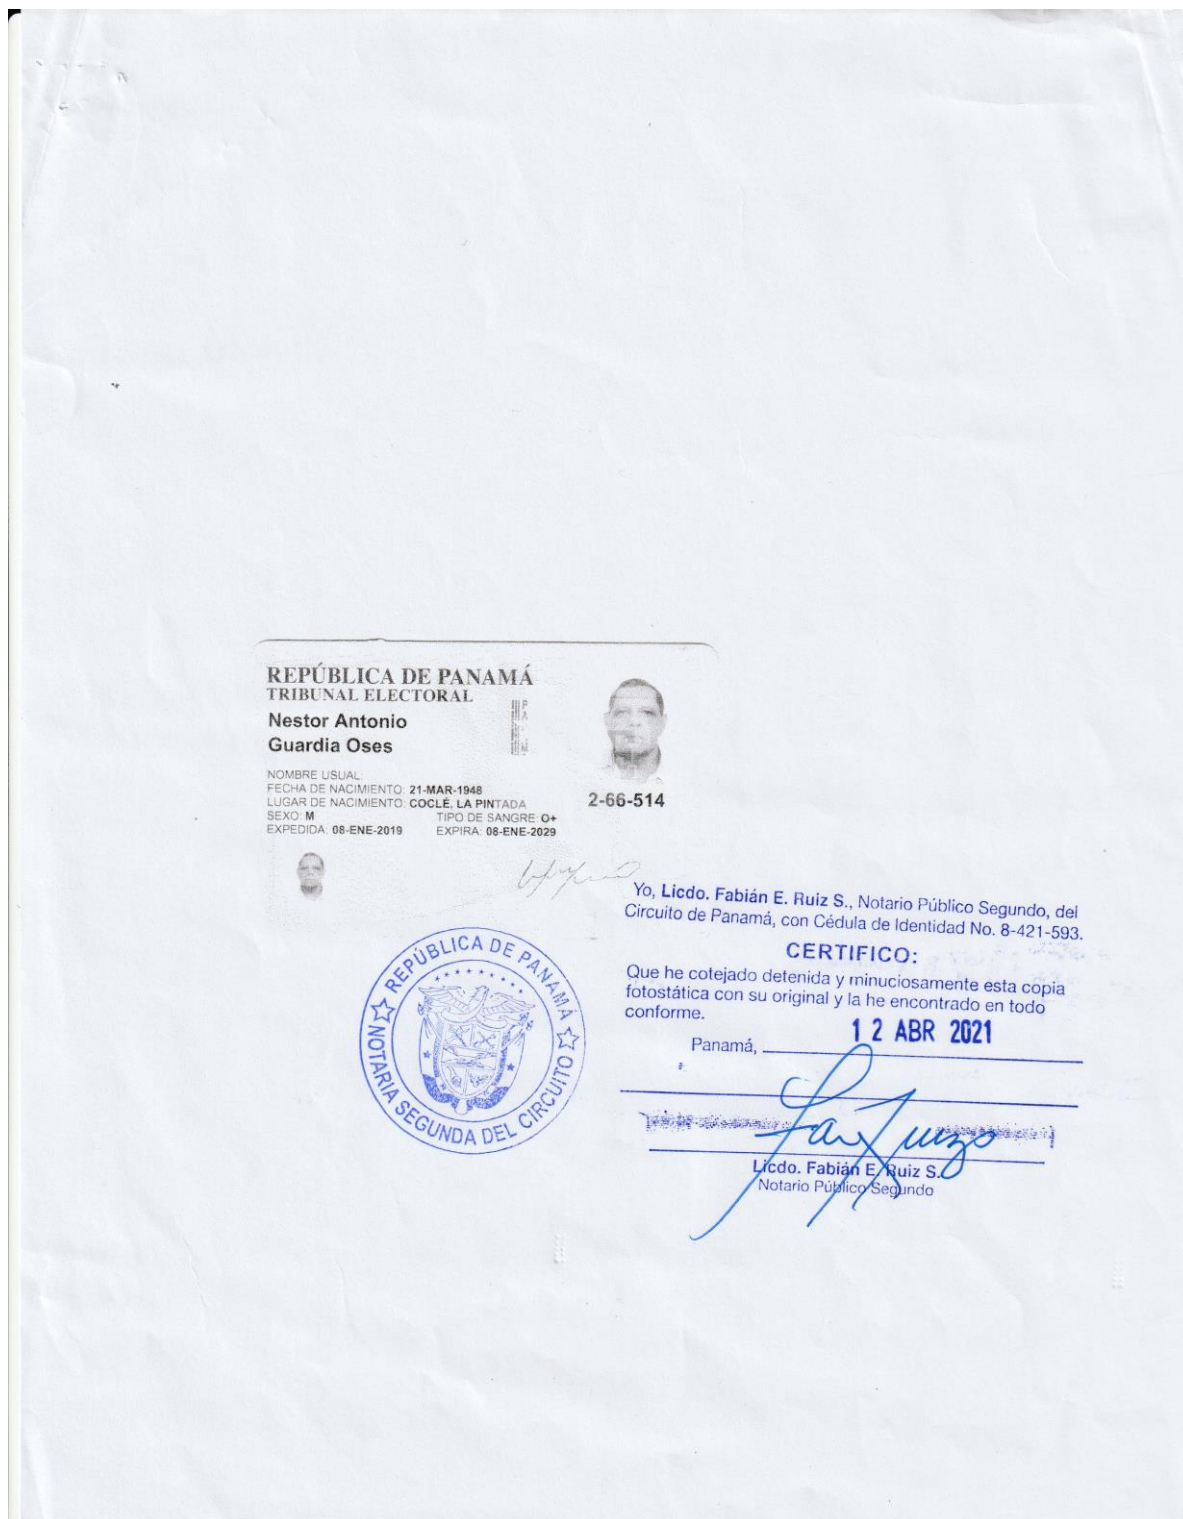 REPÚBLICA DE PANAMÁ
TRIBUNAL ELECTORAL
Nestor Antonio
Guardia Oses
NOMBRE USUAL:
FECHA DE NACIMIENTO: 21-MAR-1948
LUGAR DE NACIMIENTO: COCLÉ, LA PINTADA
SEXO: M TIPO DE SANGRE: O+
EXPEDIDA: 08-ENE-2019 EXPIRA: 08-ENE-2029
2-66-514
REPÚBLICA DE PANAMÁ
NOTARIA SEGUNDA DEL CIRCUITO
Yo, Licdo. Fabián E. Ruiz S., Notario Público Segundo, del
Circuito de Panamá, con Cédula de Identidad No. 8-421-593.
CERTIFICO:
Que he cotejado detenida y minuciosamente esta copia
fotostática con su original y la he encontrado en todo
conforme.
12 ABR 2021
Panamá,
Licdo. Fabián E. Ruiz S.
Notario Público Segundo